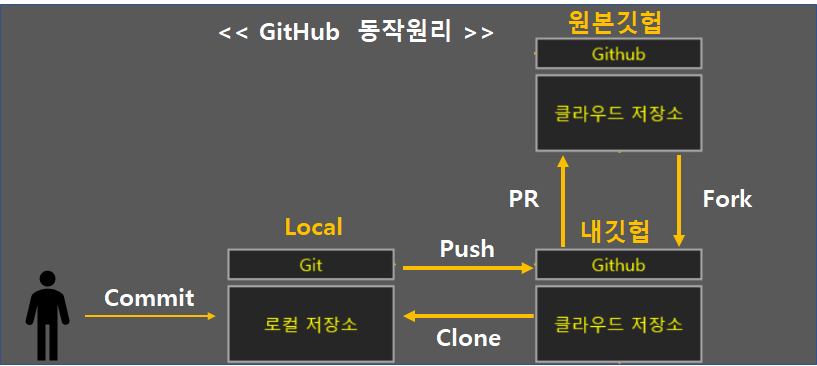 << GitHub 동작원리 >>
원본깃헙
Github
클라우드 저장소
PR
Fork
Local
Git
로컬 저장소
Commit
Push
Clone
내깃헙
Github
클라우드 저장소